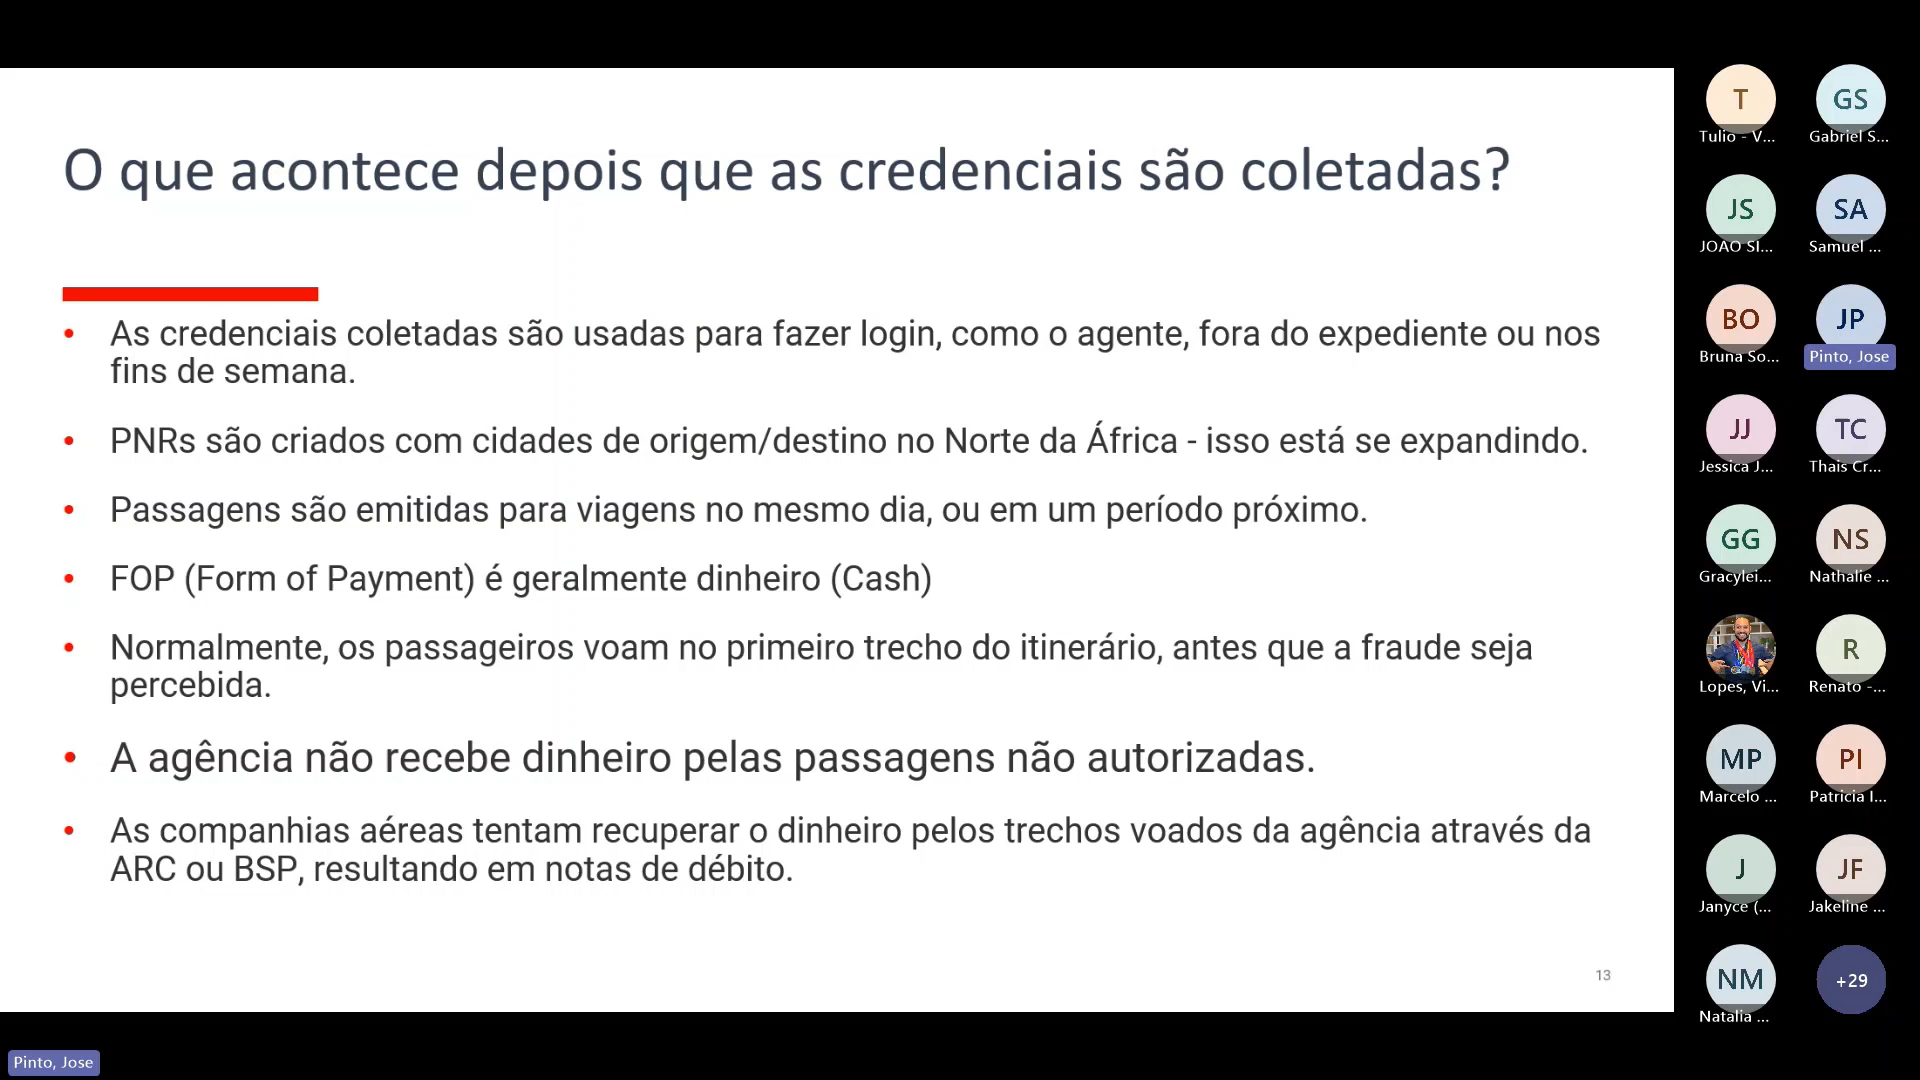 O que acontece depois que as credenciais são coletadas?
• As credenciais coletadas são usadas para fazer login, como o agente, fora do expediente ou nos
fins de semana.
• PNRs são criados com cidades de origem/destino no Norte da África - isso está se expandindo.
• Passagens são emitidas para viagens no mesmo dia, ou em um período próximo.
• FOP (Form of Payment) é geralmente dinheiro (Cash)
• Normalmente, os passageiros voam no primeiro trecho do itinerário, antes que a fraude seja
percebida.
• A agência não recebe dinheiro pelas passagens não autorizadas.
• As companhias aéreas tentam recuperar o dinheiro pelos trechos voados da agência através da
ARC ou BSP, resultando em notas de débito.
13
T
Tulio - V...
GS
Gabriel S...
JS
JOAO SI...
SA
Samuel ...
BO
Bruna So...
JP
Pinto, Jose
JJ
Jessica J...
TC
Thais Cr...
GG
Gracylei...
NS
Nathalie ...
Lopes, Vi...
R
Renato -...
MP
Marcelo ...
PI
Patricia I...
J
Janyce (...
JF
Jakeline ...
NM
Natalia ...
+29
Pinto, Jose